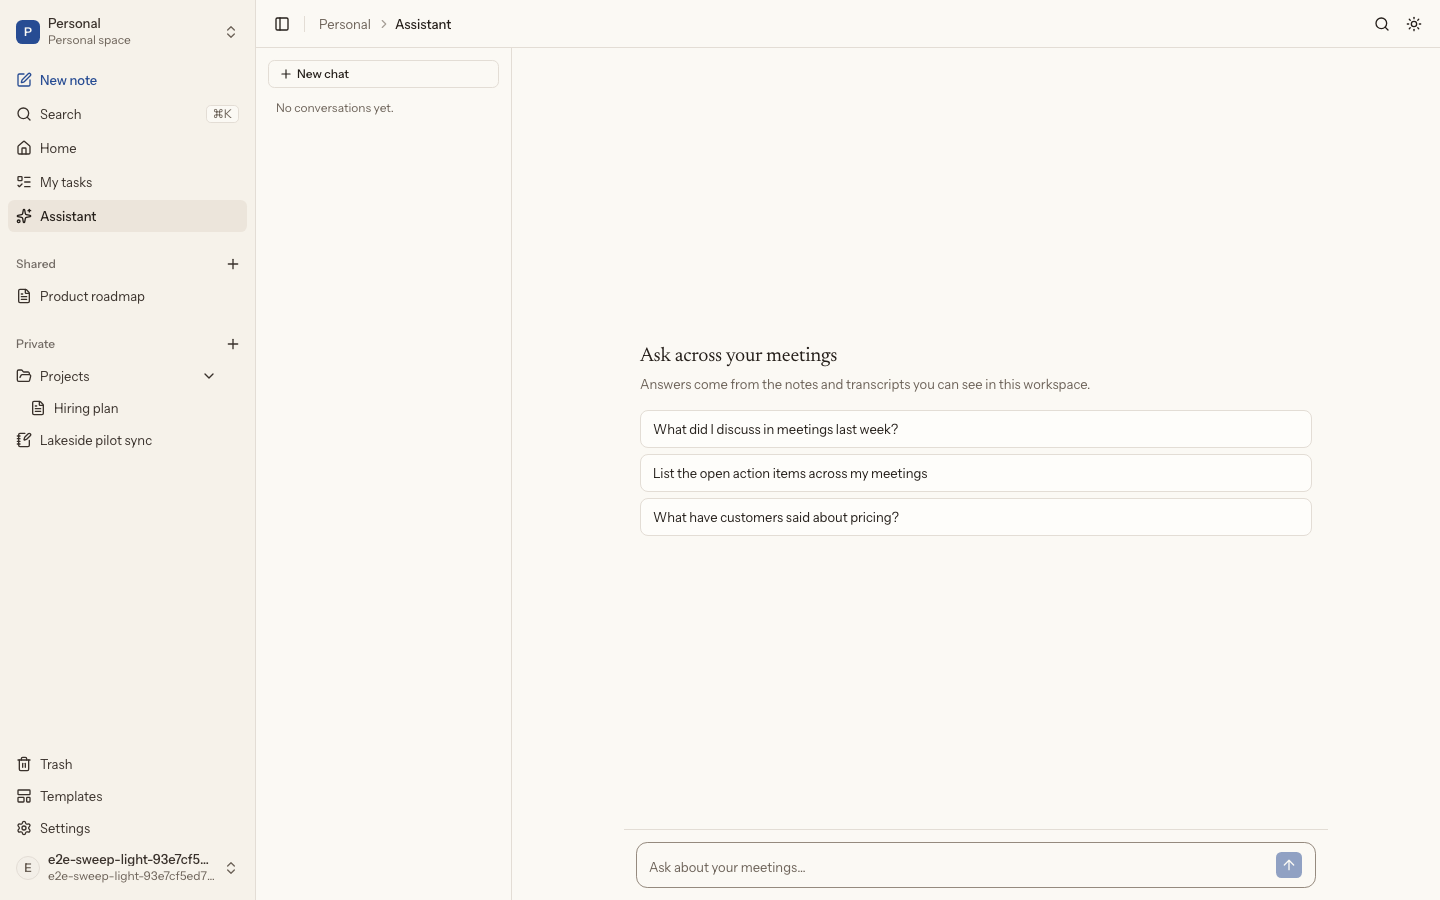 P
Personal
Personal space
New note
Search
⌘K
Home
My tasks
Assistant
Shared
Product roadmap
Private
Projects
Hiring plan
Lakeside pilot sync
Trash
Templates
Settings
E
e2e-sweep-light-93e7cf5...
e2e-sweep-light-93e7cf5ed7...
Personal > Assistant
+ New chat
No conversations yet.
Ask across your meetings
Answers come from the notes and transcripts you can see in this workspace.
What did I discuss in meetings last week?
List the open action items across my meetings
What have customers said about pricing?
Ask about your meetings...